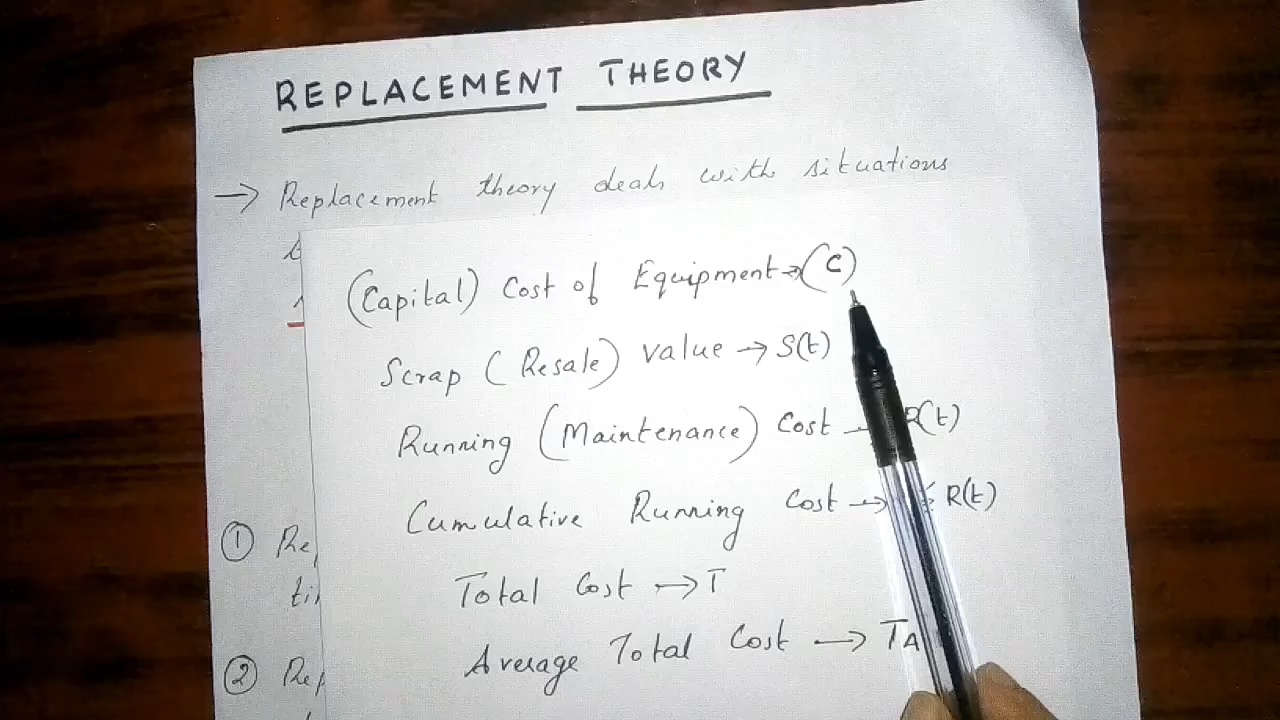 REPLACEMENT THEORY
→ Replacement theory deals with situations
(Capital) Cost of Equipment → (C)
Scrap (Resale) value → S(t)
Running (Maintenance) Cost R(t)
Cumulative Running Cost → R(t)
Total Cost → T
Average Total Cost → TA
①
②